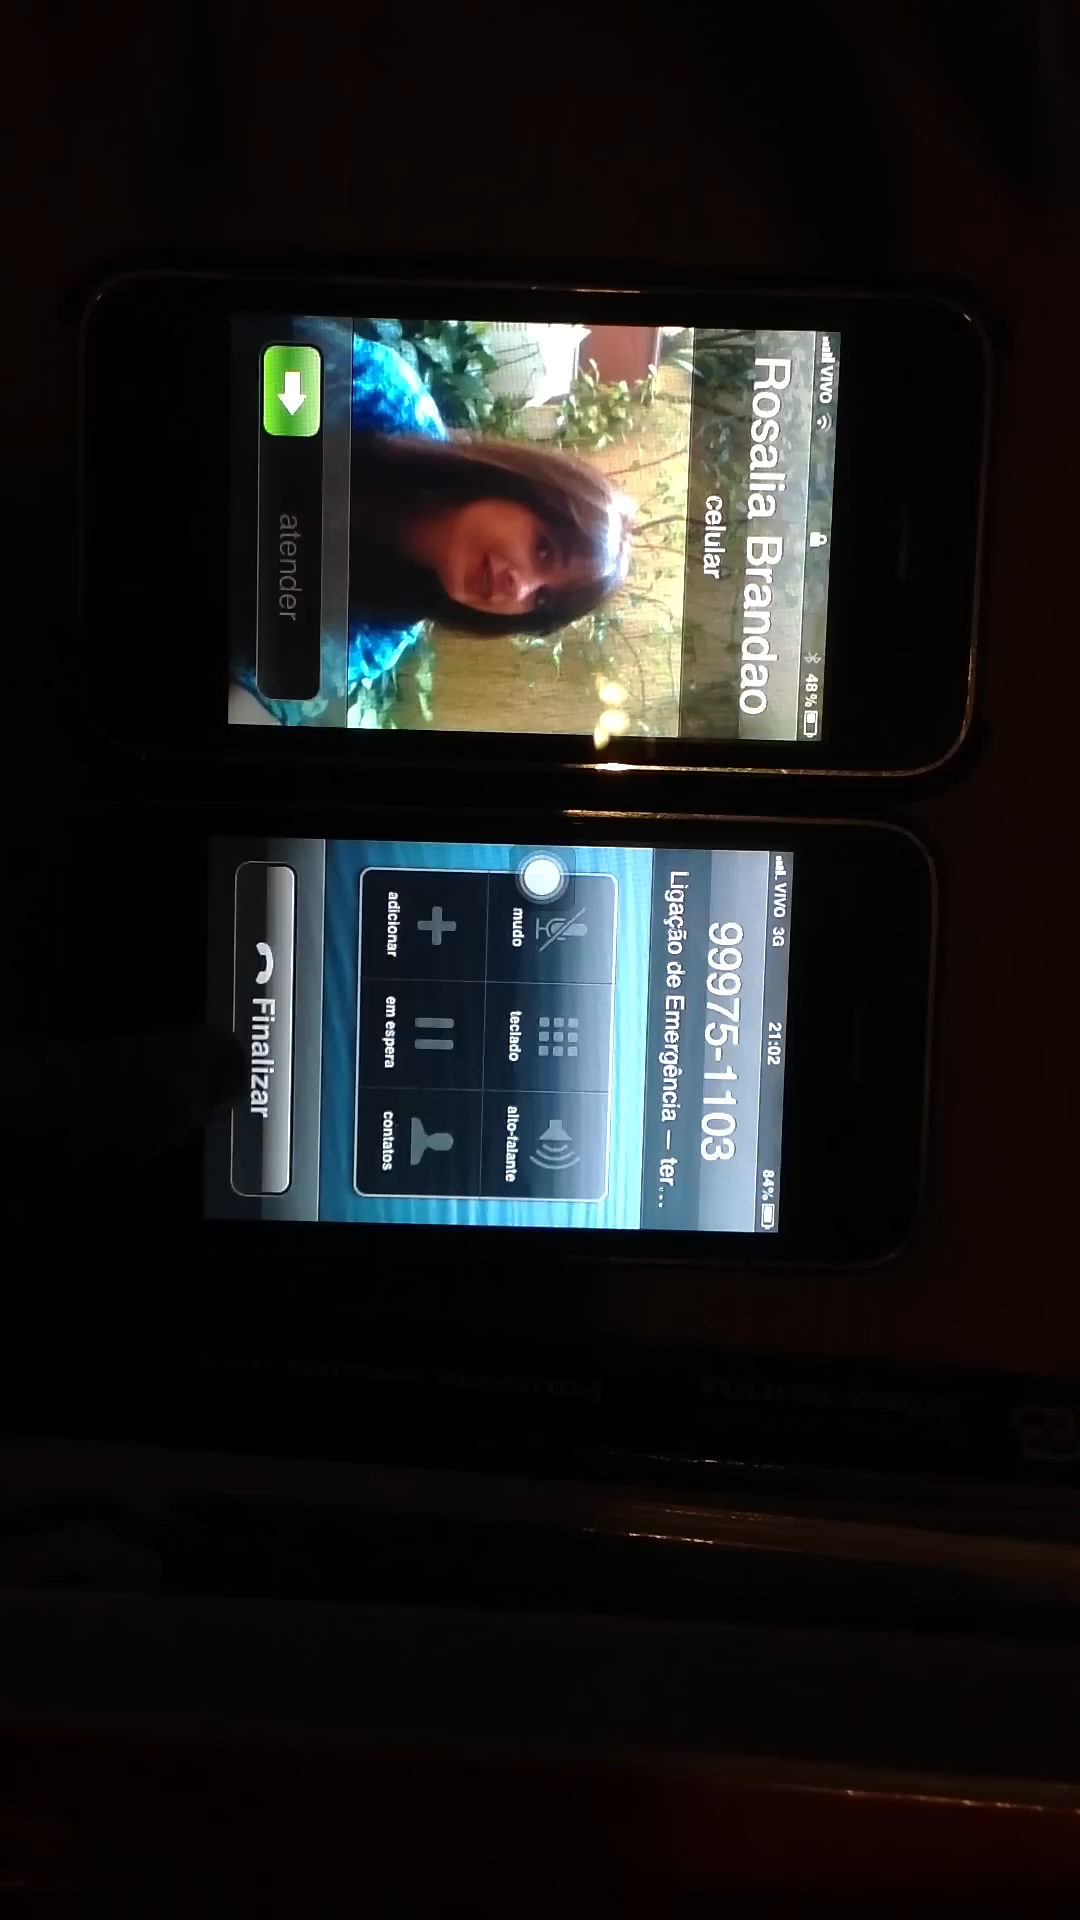 VIVO 48%
Rosalia Brandao
celular
atender
VIVO 3G 21:02 84%
99975-1103
Ligação de Emergência – ter...
mudo teclado alto-falante
adicionar em espera contatos
Finalizar